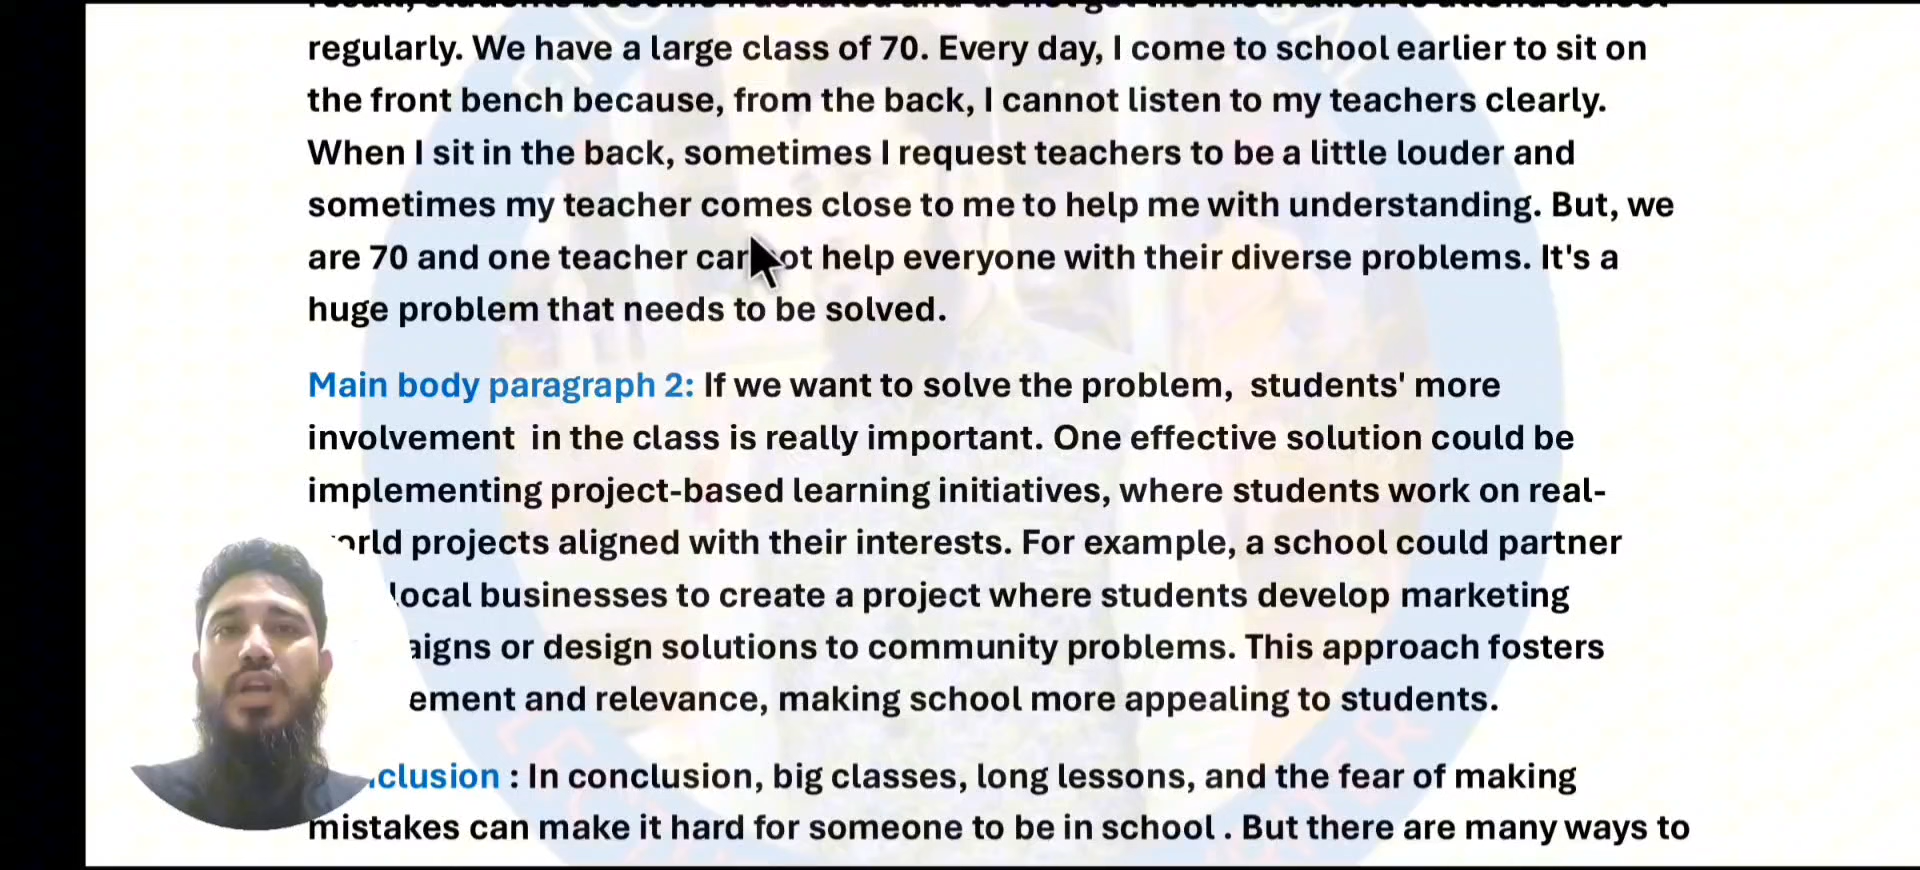 regularly. We have a large class of 70. Every day, I come to school earlier to sit on
the front bench because, from the back, I cannot listen to my teachers clearly.
When I sit in the back, sometimes I request teachers to be a little louder and
sometimes my teacher comes close to me to help me with understanding. But, we
are 70 and one teacher cannot help everyone with their diverse problems. It's a
huge problem that needs to be solved.
Main body paragraph 2: If we want to solve the problem, students' more
involvement in the class is really important. One effective solution could be
implementing project-based learning initiatives, where students work on real-
orld projects aligned with their interests. For example, a school could partner
local businesses to create a project where students develop marketing
aigns or design solutions to community problems. This approach fosters
ement and relevance, making school more appealing to students.
clusion : In conclusion, big classes, long lessons, and the fear of making
mistakes can make it hard for someone to be in school . But there are many ways to